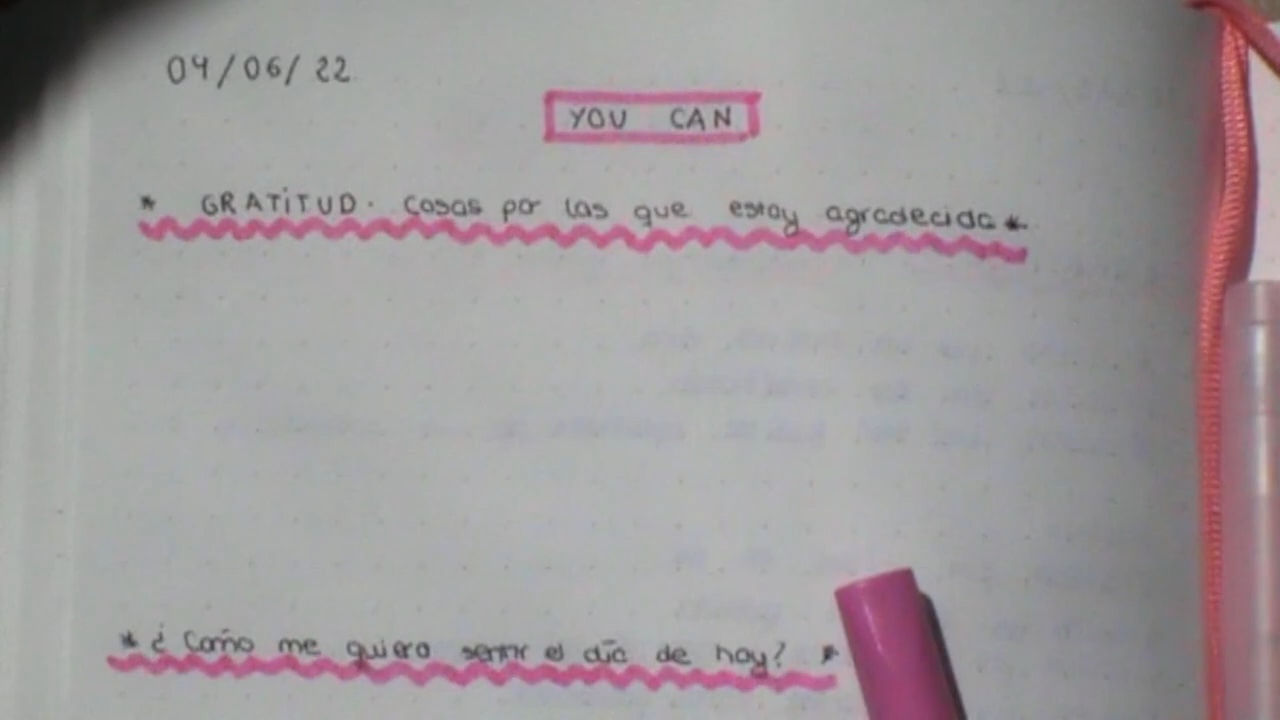 04/06/22
YOU CAN
* GRATiTUD. Cosas por las que estoy agradecida *
* ¿ Como me quiero sentir el día de hoy? *